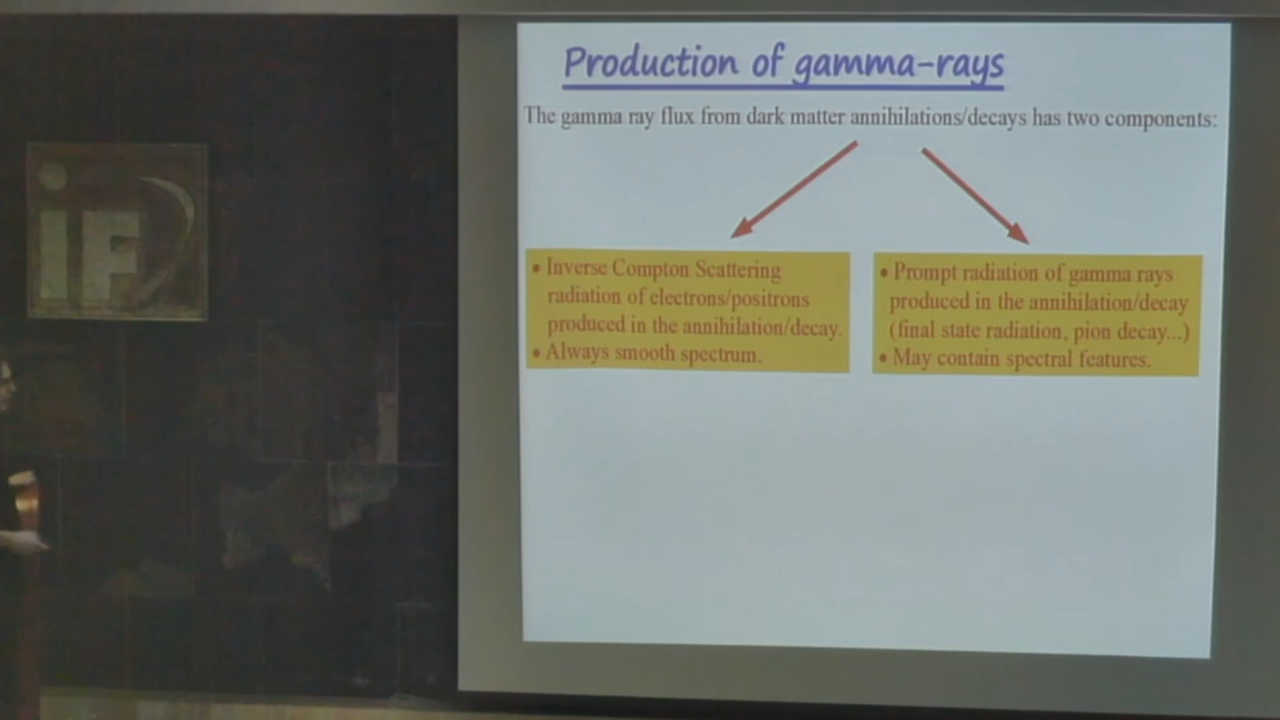 Production of gamma-rays
The gamma ray flux from dark matter annihilations/decays has two components:
• Inverse Compton Scattering
radiation of electrons/positrons
produced in the annihilation/decay.
• Always smooth spectrum.
• Prompt radiation of gamma rays
produced in the annihilation/decay
(final state radiation, pion decay...)
• May contain spectral features.
iF